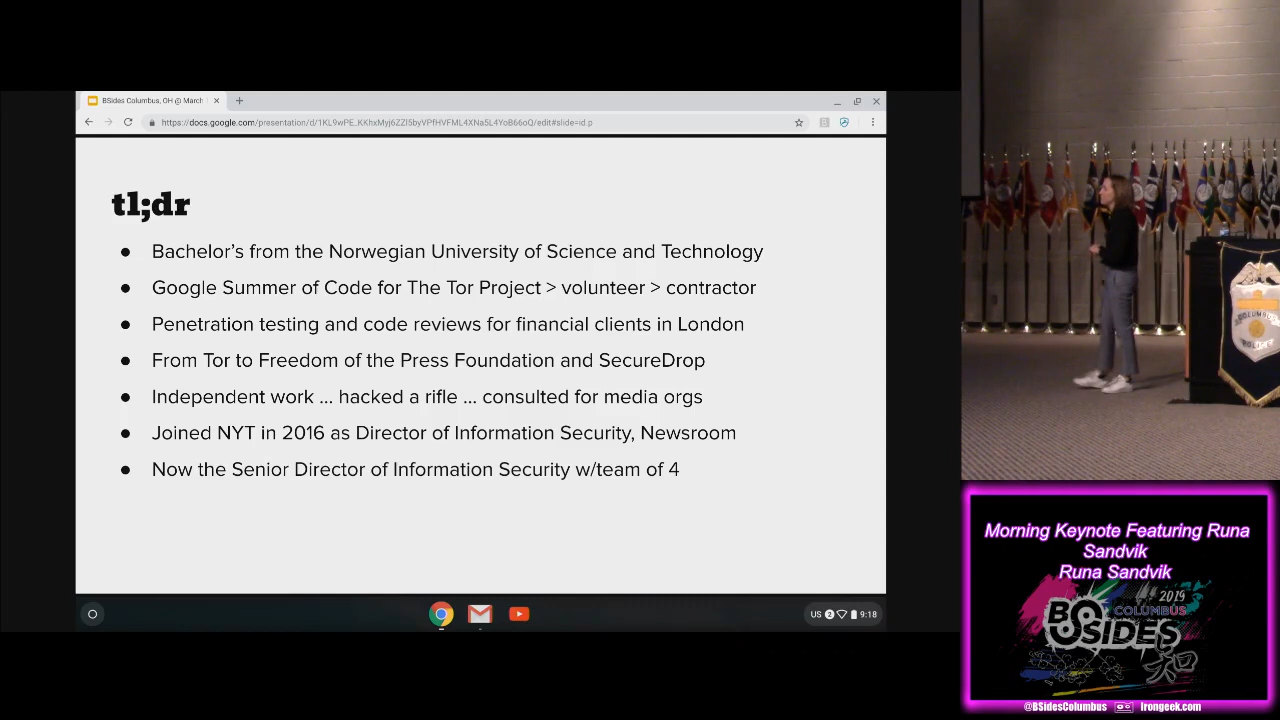 BSides Columbus, OH @ March
https://docs.google.com/presentation/d/1KL9wPE_KKhxMyj6ZZl5byVPfHVFML4XNa5L4YoB66oQ/edit#slide=id.p
tl;dr
● Bachelor's from the Norwegian University of Science and Technology
● Google Summer of Code for The Tor Project > volunteer > contractor
● Penetration testing and code reviews for financial clients in London
● From Tor to Freedom of the Press Foundation and SecureDrop
● Independent work ... hacked a rifle ... consulted for media orgs
● Joined NYT in 2016 as Director of Information Security, Newsroom
● Now the Senior Director of Information Security w/team of 4
US 2 9:18
COLUMBUS
POLICE
Morning Keynote Featuring Runa
Sandvik
Runa Sandvik
2019
COLUMBUS
BSIDES
@BSidesColumbus Irongeek.com